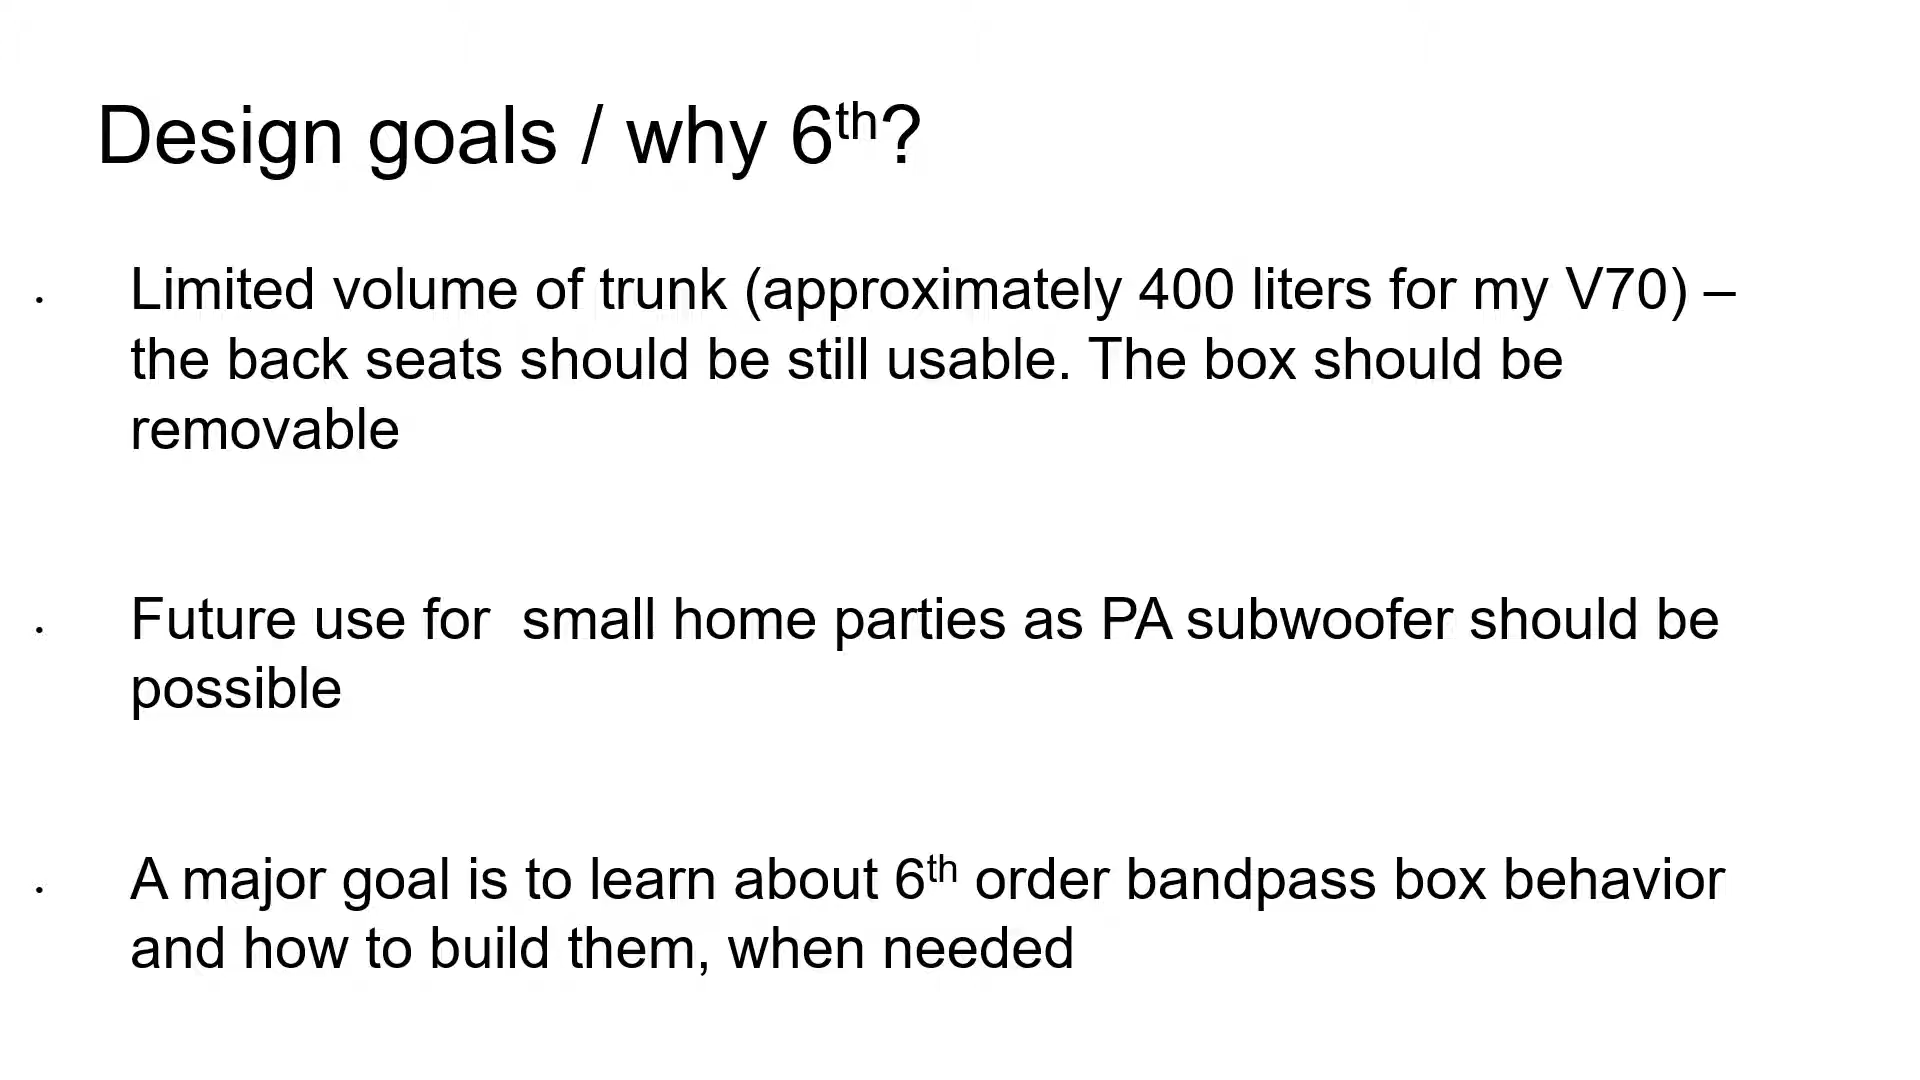 Design goals / why 6th?
• Limited volume of trunk (approximately 400 liters for my V70) –
the back seats should be still usable. The box should be
removable
• Future use for  small home parties as PA subwoofer should be
possible
• A major goal is to learn about 6th order bandpass box behavior
and how to build them, when needed